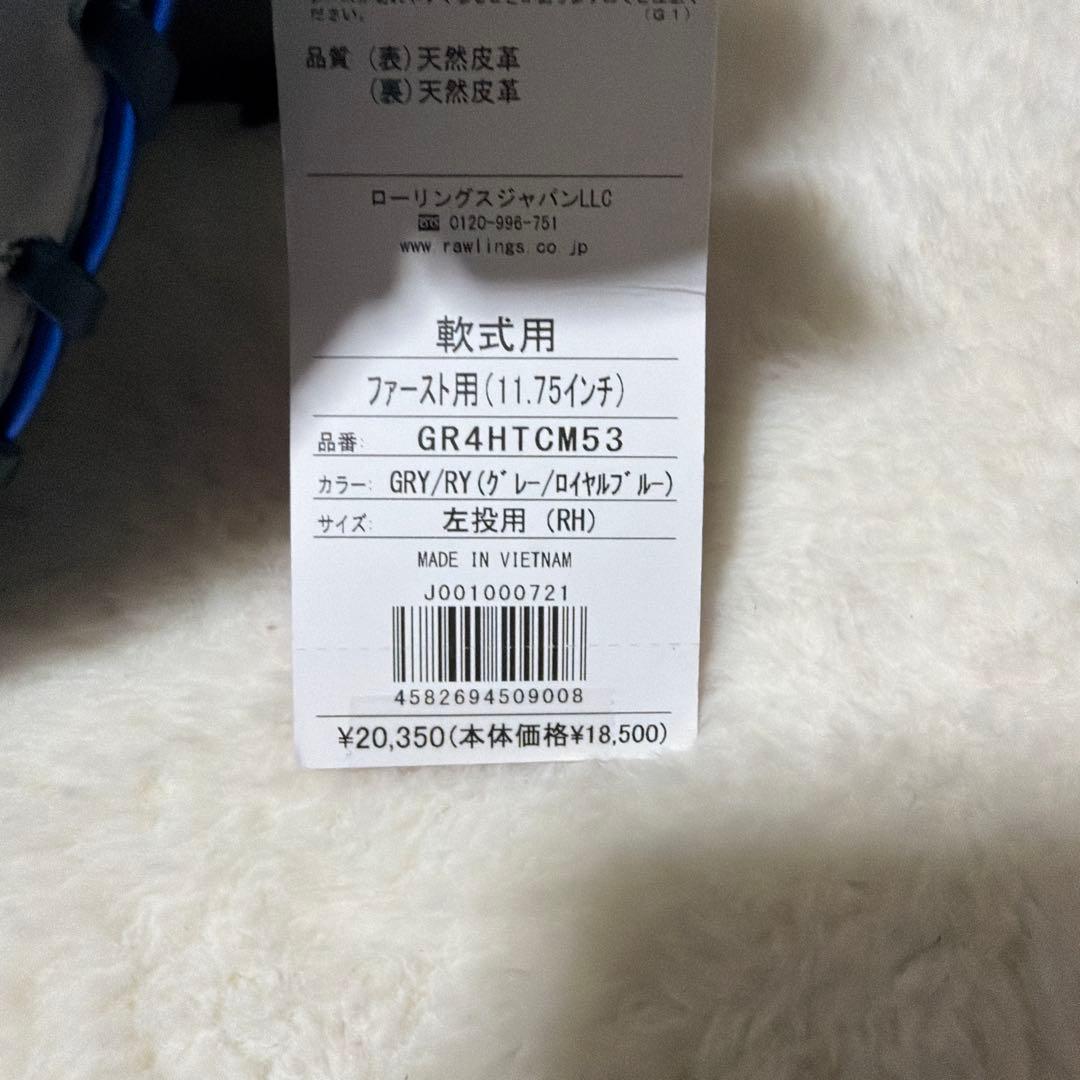 ださい。 (G1)
品質 (表)天然皮革
(裏)天然皮革
ローリングスジャパンLLC
0120-996-751
www.rawlings.co.jp
軟式用
ファースト用(11.75インチ)
品番: GR4HTCM53
カラー: GRY/RY(グレー/ロイヤルブルー)
サイズ: 左投用 (RH)
MADE IN VIETNAM
J001000721
4582694509008
¥20,350(本体価格¥18,500)